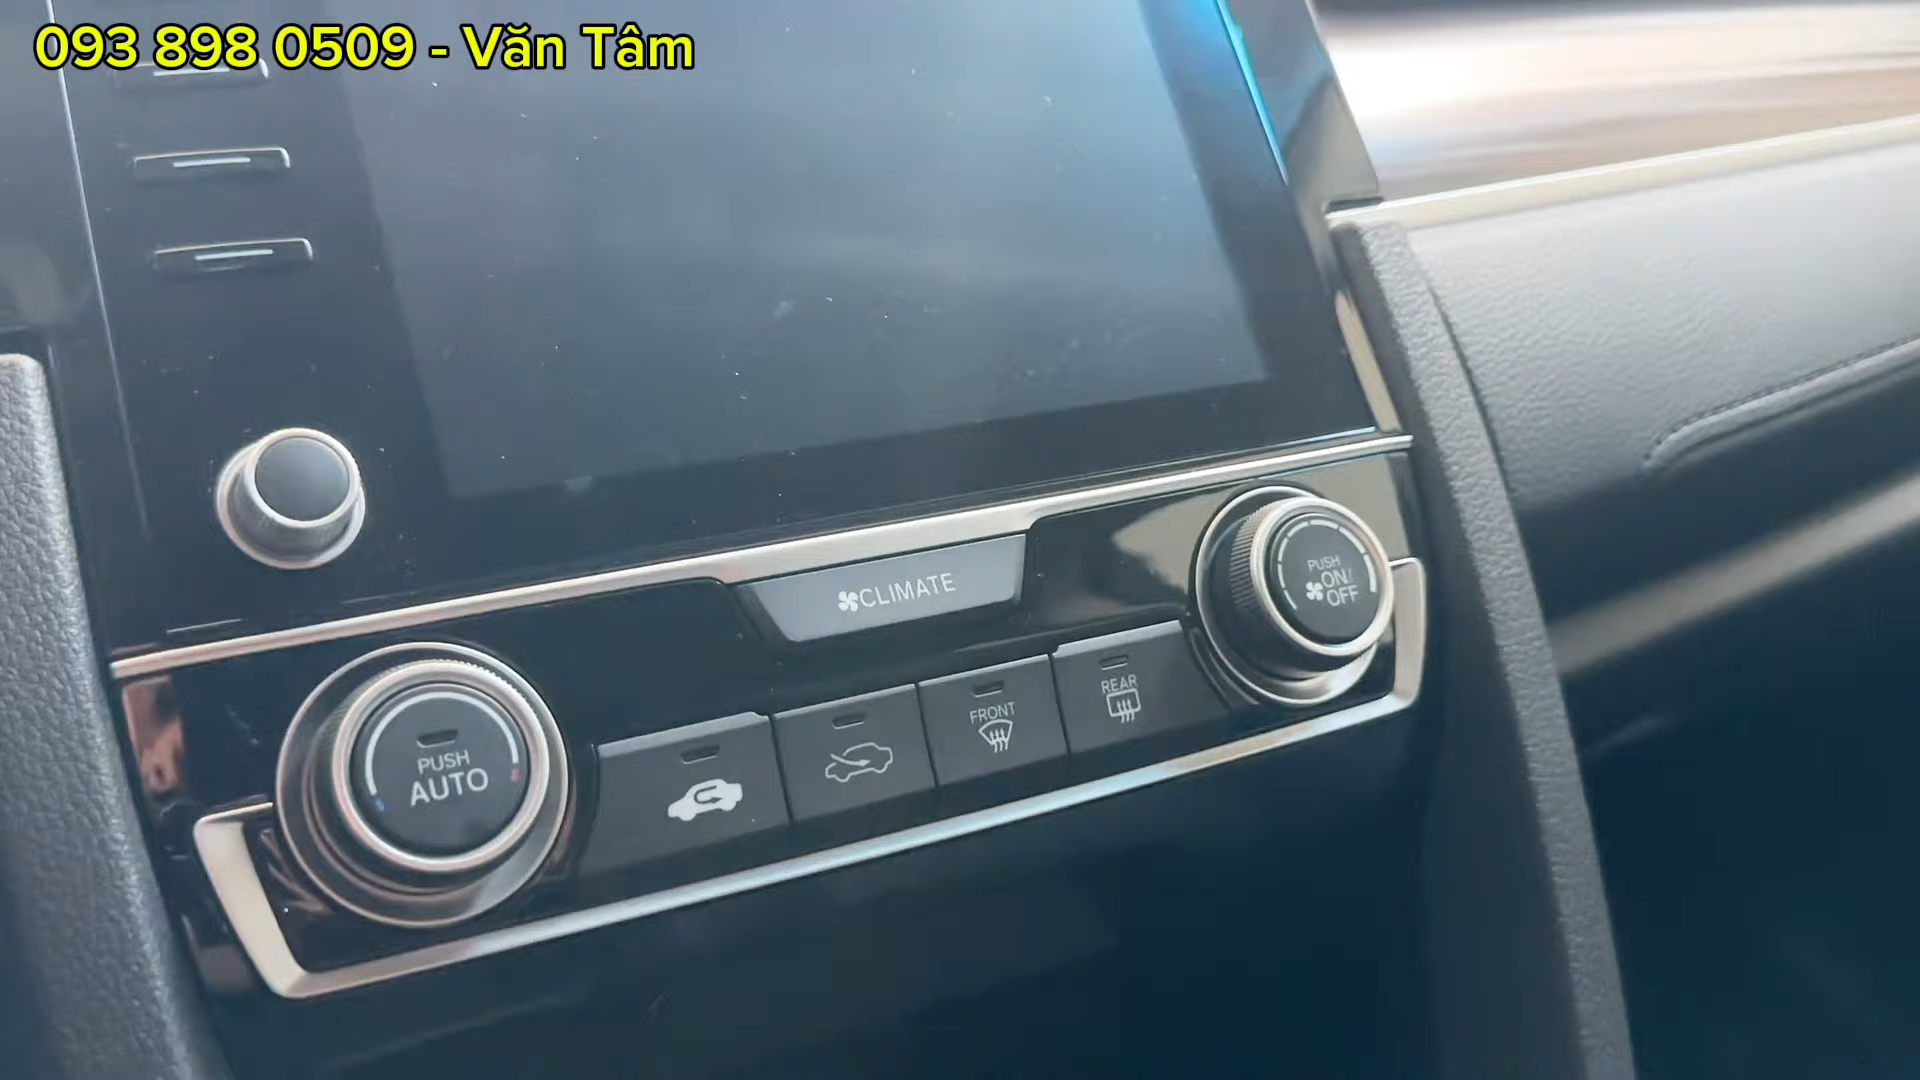 093 898 0509 - Văn Tâm
CLIMATE
PUSH
ON/
OFF
REAR
FRONT
PUSH
AUTO